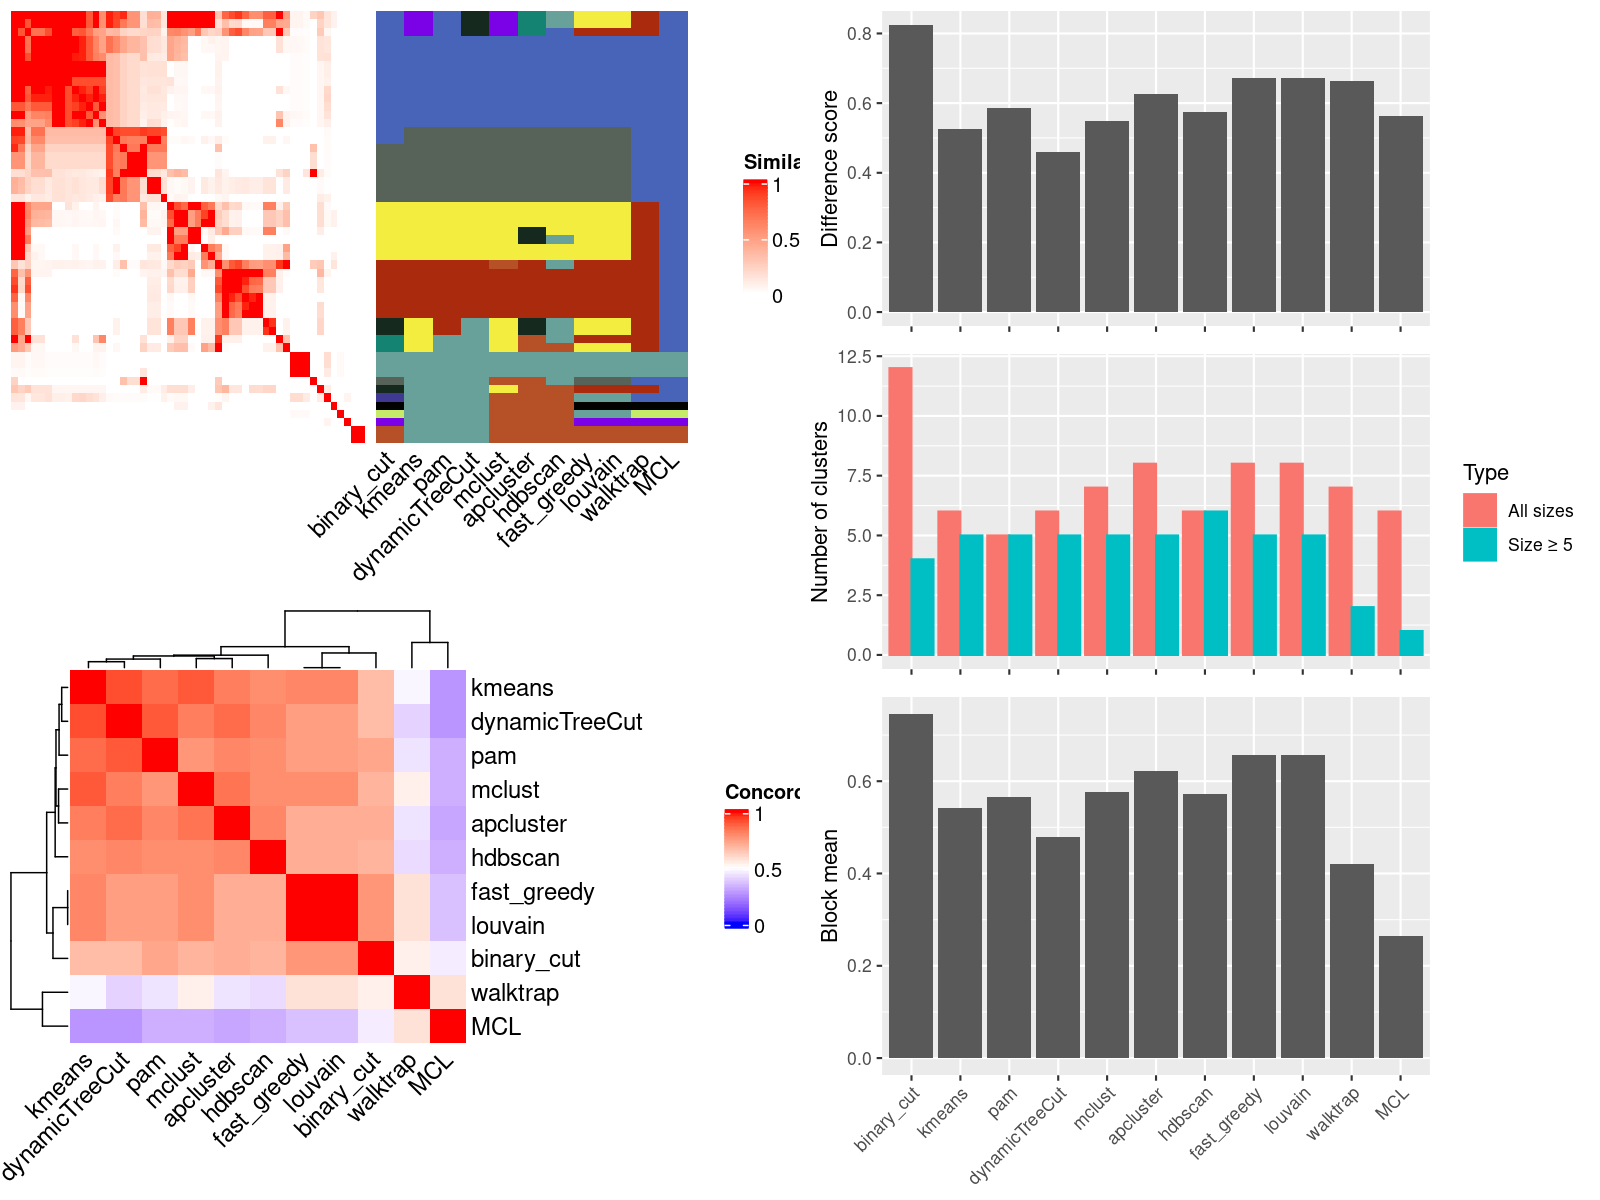 Simila
1
0.5
0
binary_cut
kmeans
pam
dynamicTreeCut
mclust
apcluster
hdbscan
fast_greedy
louvain
walktrap
MCL
Difference score
0.8
0.6
0.4
0.2
0.0
Number of clusters
12.5
10.0
7.5
5.0
2.5
0.0
Type
All sizes
Size ≥ 5
kmeans
dynamicTreeCut
pam
mclust
apcluster
hdbscan
fast_greedy
louvain
binary_cut
walktrap
MCL
kmeans
dynamicTreeCut
pam
mclust
apcluster
hdbscan
fast_greedy
louvain
binary_cut
walktrap
MCL
Concor
1
0.5
0
Block mean
0.6
0.4
0.2
0.0
binary_cut
kmeans
pam
dynamicTreeCut
mclust
apcluster
hdbscan
fast_greedy
louvain
walktrap
MCL